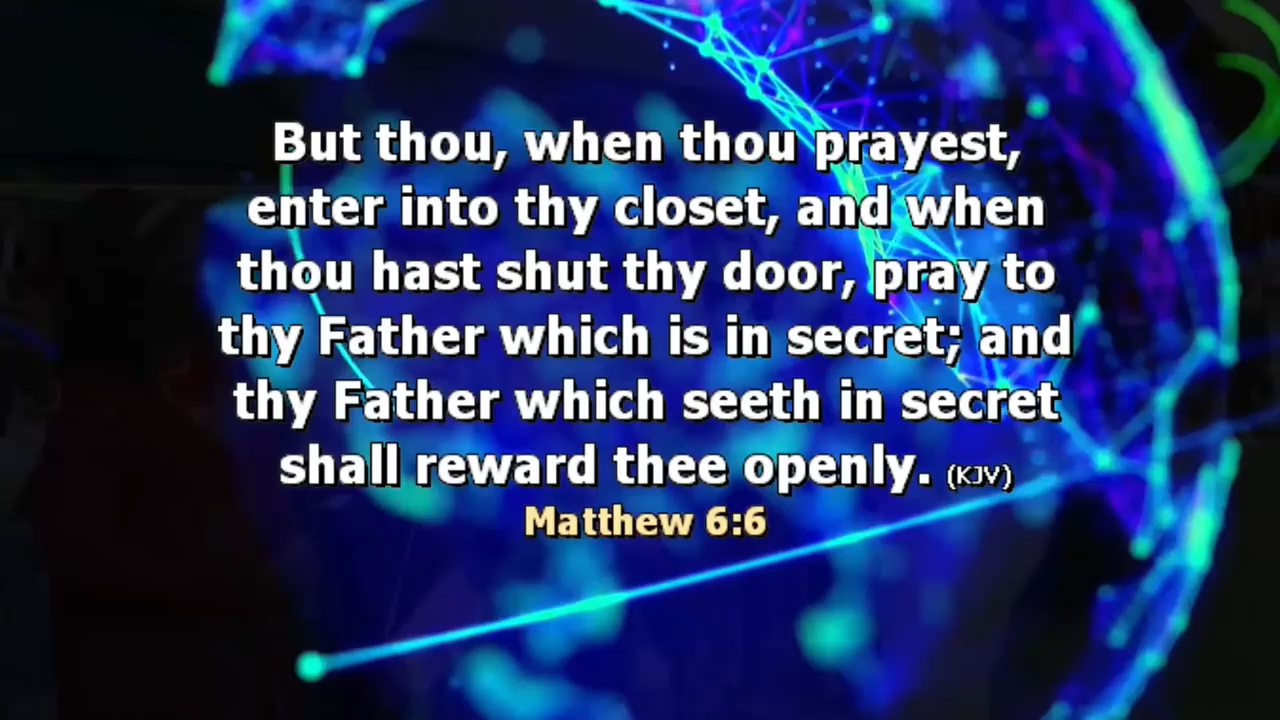 But thou, when thou prayest,
enter into thy closet, and when
thou hast shut thy door, pray to
thy Father which is in secret; and
thy Father which seeth in secret
shall reward thee openly. (KJV)
Matthew 6:6